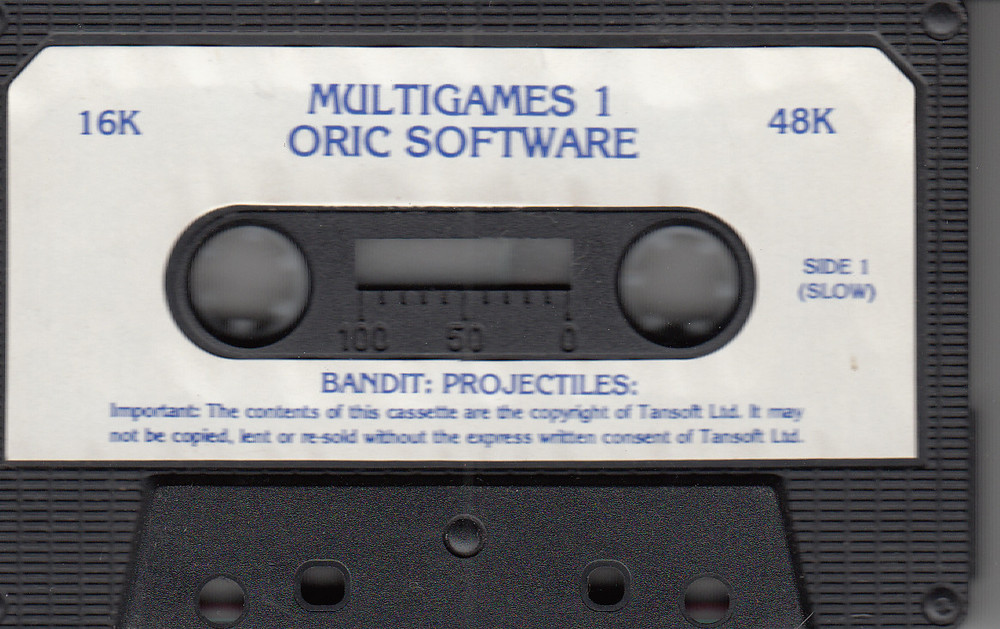 MULTIGAMES 1
16K
ORIC SOFTWARE
48K
SIDE 1
(SLOW)
100 50 0
BANDIT: PROJECTILES:
Important: The contents of this cassette are the copyright of Tansoft Ltd. It may
not be copied, lent or re-sold without the express written consent of Tansoft Ltd.